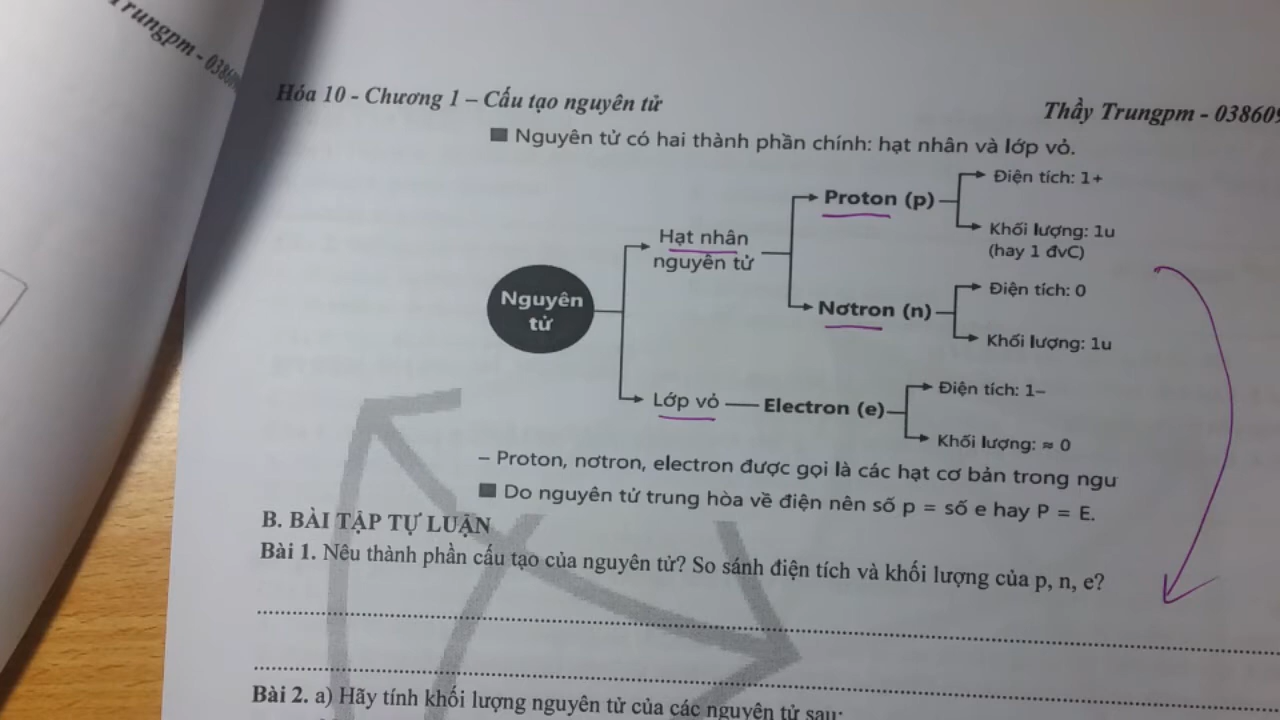 Trungpm - 03860
Hóa 10 - Chương 1 – Cấu tạo nguyên tử
Thầy Trungpm - 038609
■ Nguyên tử có hai thành phần chính: hạt nhân và lớp vỏ.
Điện tích: 1+
Proton (p)
Khối lượng: 1u
(hay 1 đvC)
Hạt nhân
nguyên tử
Điện tích: 0
Nơtron (n)
Khối lượng: 1u
Nguyên
tử
Điện tích: 1–
Lớp vỏ
Electron (e)
Khối lượng: ≈ 0
– Proton, nơtron, electron được gọi là các hạt cơ bản trong ngu
■ Do nguyên tử trung hòa về điện nên số p = số e hay P = E.
B. BÀI TẬP TỰ LUẬN
Bài 1. Nêu thành phần cấu tạo của nguyên tử? So sánh điện tích và khối lượng của p, n, e?
Bài 2. a) Hãy tính khối lượng nguyên tử của các nguyên tử sau: